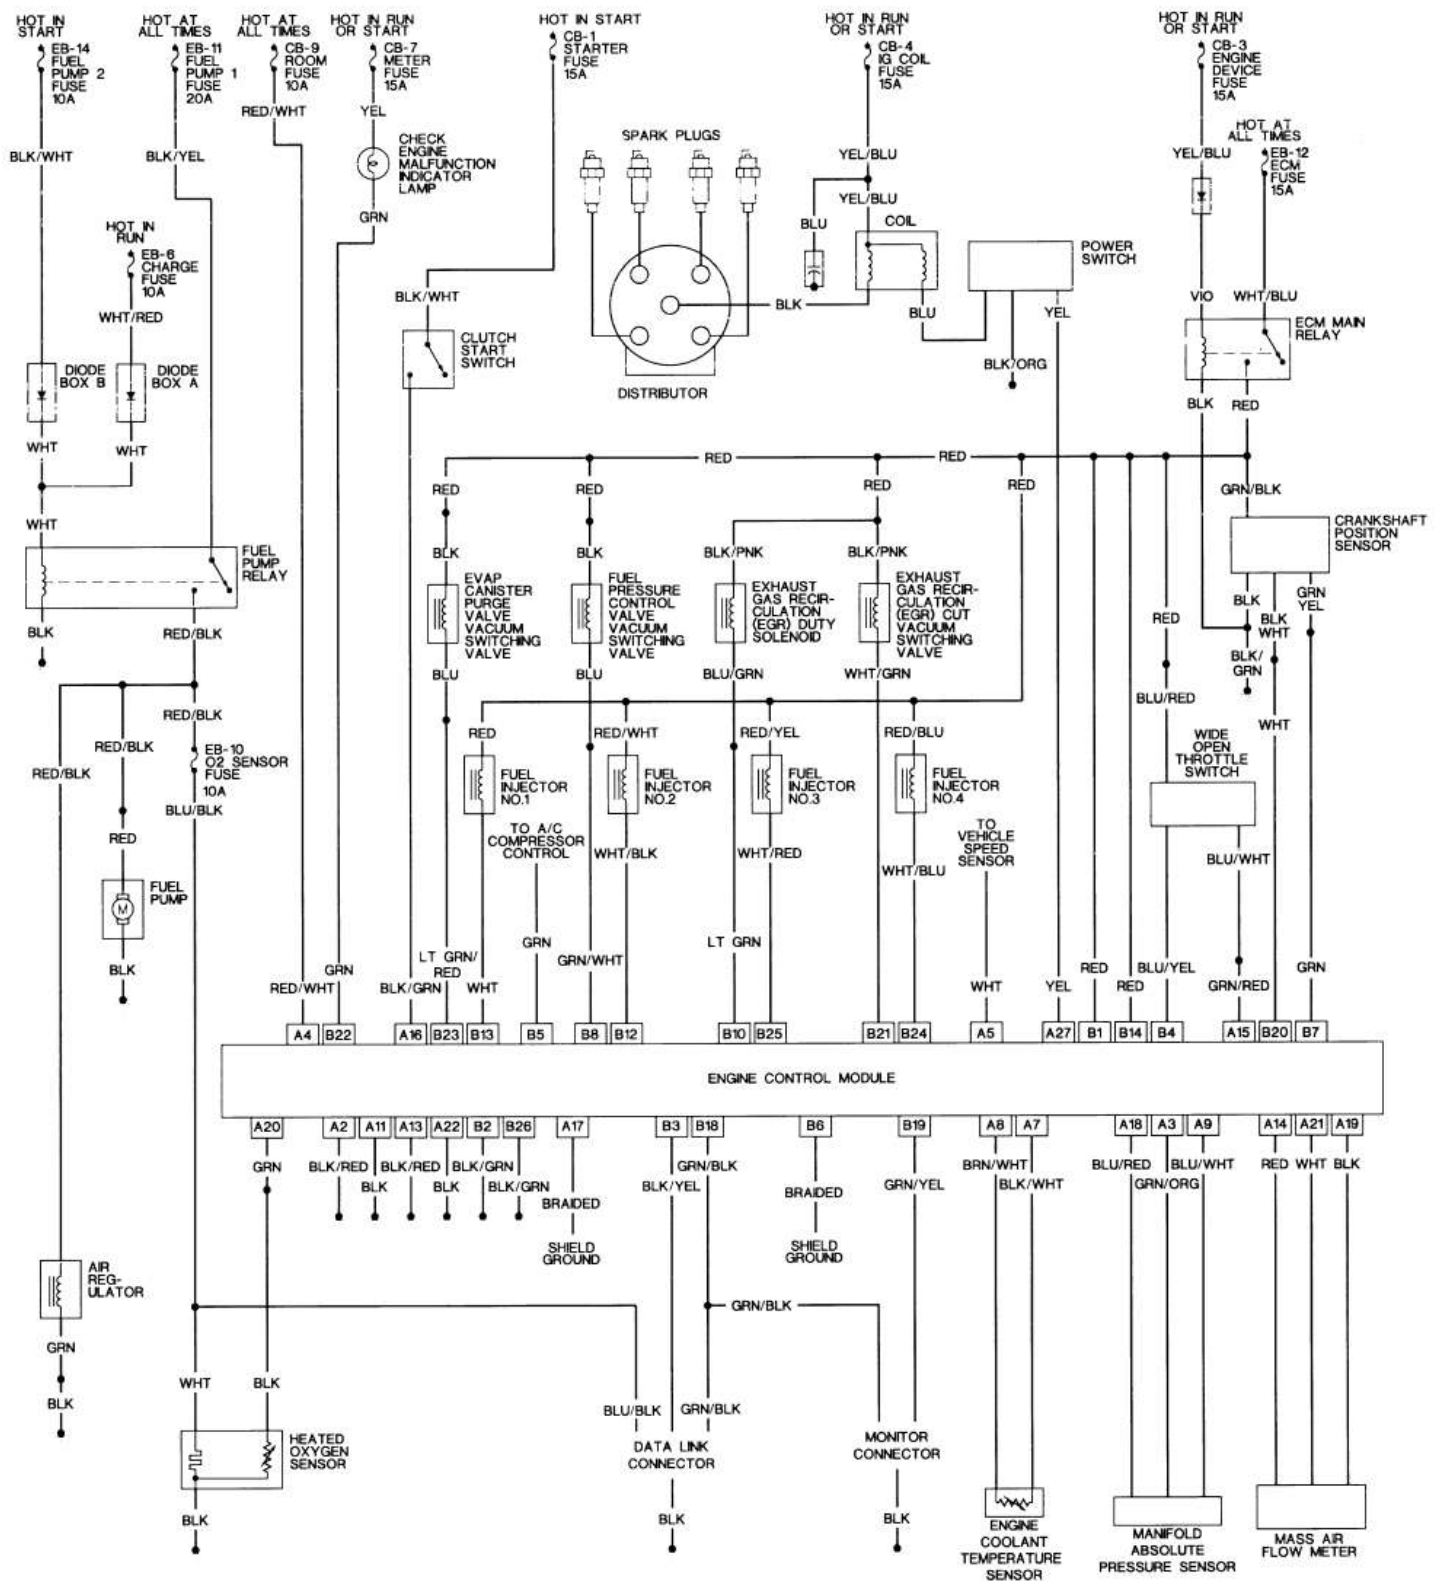 HOT IN
START
EB-14
FUEL
PUMP 2
FUSE
10A
HOT AT
ALL TIMES
EB-11
FUEL
PUMP 1
FUSE
20A
HOT AT
ALL TIMES
CB-9
ROOM
FUSE
10A
HOT IN RUN
OR START
CB-7
METER
FUSE
15A
HOT IN START
CB-1
STARTER
FUSE
15A
HOT IN RUN
OR START
CB-4
IG COIL
FUSE
15A
HOT IN RUN
OR START
CB-3
ENGINE
DEVICE
FUSE
15A
HOT AT
ALL TIMES
EB-12
ECM
FUSE
15A
RED/WHT
YEL
BLK/WHT
BLK/YEL
CHECK
ENGINE
MALFUNCTION
INDICATOR
LAMP
GRN
SPARK PLUGS
YEL/BLU
YEL/BLU
BLU
COIL
YEL/BLU
POWER
SWITCH
HOT IN
RUN
EB-6
CHARGE
FUSE
10A
WHT/RED
BLK/WHT
CLUTCH
START
SWITCH
BLK
BLU
YEL
BLK/ORG
DISTRIBUTOR
VIO
WHT/BLU
ECM MAIN
RELAY
BLK
RED
DIODE
BOX B
DIODE
BOX A
WHT
WHT
WHT
FUEL
PUMP
RELAY
BLK
RED/BLK
RED
RED
RED
RED
RED
RED
GRN/BLK
CRANKSHAFT
POSITION
SENSOR
BLK
BLK
BLK/PNK
BLK/PNK
EVAP
CANISTER
PURGE
VALVE
VACUUM
SWITCHING
VALVE
FUEL
PRESSURE
CONTROL
VALVE
VACUUM
SWITCHING
VALVE
EXHAUST
GAS RECIR-
CULATION
(EGR) DUTY
SOLENOID
EXHAUST
GAS RECIR-
CULATION
(EGR) CUT
VACUUM
SWITCHING
VALVE
BLK
BLK
WHT
GRN
YEL
RED
BLK/
GRN
BLU
BLU
BLU/GRN
WHT/GRN
BLU/RED
WHT
RED/BLK
RED/BLK
RED/BLK
EB-10
O2 SENSOR
FUSE
10A
BLU/BLK
RED
RED/WHT
RED/YEL
RED/BLU
WIDE
OPEN
THROTTLE
SWITCH
FUEL
INJECTOR
NO.1
FUEL
INJECTOR
NO.2
FUEL
INJECTOR
NO.3
FUEL
INJECTOR
NO.4
TO A/C
COMPRESSOR
CONTROL
TO
VEHICLE
SPEED
SENSOR
RED
WHT/BLK
WHT/RED
WHT/BLU
BLU/WHT
FUEL
PUMP
M
BLK
RED/WHT
GRN
BLK/GRN
LT GRN/
RED
WHT
GRN
GRN/WHT
LT GRN
WHT
YEL
RED
RED
BLU/YEL
GRN/RED
GRN
A4 B22 A16 B23 B13 B5 B8 B12 B10 B25 B21 B24 A5 A27 B1 B14 B4 A15 B20 B7
ENGINE CONTROL MODULE
A20 A2 A11 A13 A22 B2 B26 A17 B3 B18 B6 B19 A8 A7 A18 A3 A9 A14 A21 A19
GRN
BLK/RED
BLK
BLK/RED
BLK
BLK/GRN
BLK/GRN
BRAIDED
SHIELD
GROUND
BLK/YEL
GRN/BLK
BRAIDED
SHIELD
GROUND
GRN/YEL
BRN/WHT
BLK/WHT
BLU/RED
GRN/ORG
BLU/WHT
RED WHT BLK
AIR
REG-
ULATOR
GRN
BLK
GRN/BLK
WHT
BLK
BLU/BLK
GRN/BLK
HEATED
OXYGEN
SENSOR
BLK
DATA LINK
CONNECTOR
BLK
MONITOR
CONNECTOR
BLK
ENGINE
COOLANT
TEMPERATURE
SENSOR
MANIFOLD
ABSOLUTE
PRESSURE SENSOR
MASS AIR
FLOW METER